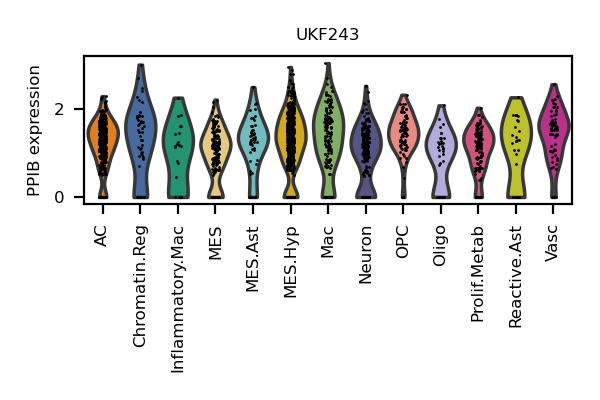 UKF243
PPIB expression
2
0
AC
Chromatin.Reg
Inflammatory.Mac
MES
MES.Ast
MES.Hyp
Mac
Neuron
OPC
Oligo
Prolif.Metab
Reactive.Ast
Vasc